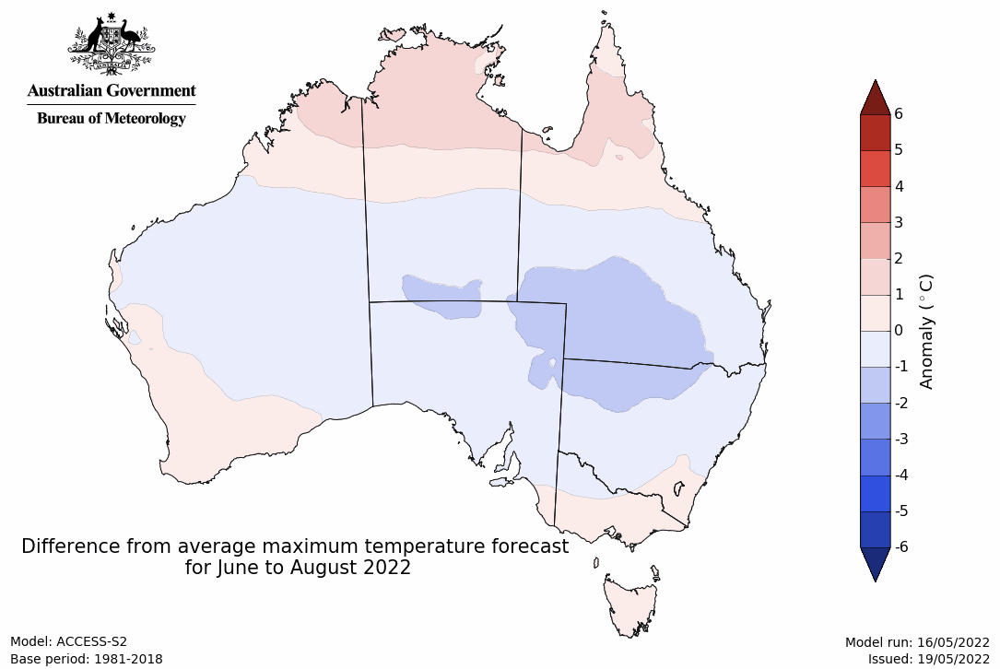 Australian Government
Bureau of Meteorology
6
5
4
3
2
1
0
-1
-2
-3
-4
-5
-6
Anomaly (°C)
Difference from average maximum temperature forecast
for June to August 2022
Model: ACCESS-S2
Base period: 1981-2018
Model run: 16/05/2022
Issued: 19/05/2022